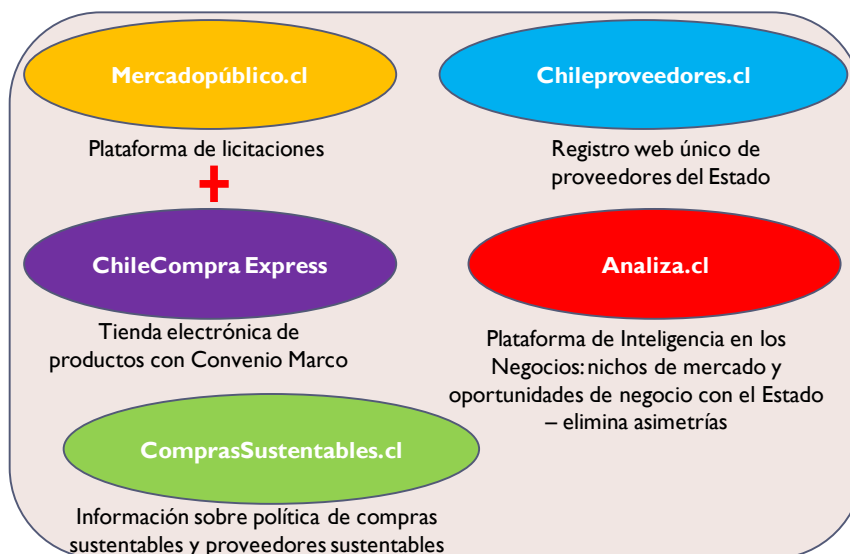 Mercadopúblico.cl
Plataforma de licitaciones
+
ChileCompra Express
Tienda electrónica de
productos con Convenio Marco
ComprasSustentables.cl
Información sobre política de compras
sustentables y proveedores sustentables
Chileproveedores.cl
Registro web único de
proveedores del Estado
Analiza.cl
Plataforma de Inteligencia en los
Negocios: nichos de mercado y
oportunidades de negocio con el Estado
– elimina asimetrías